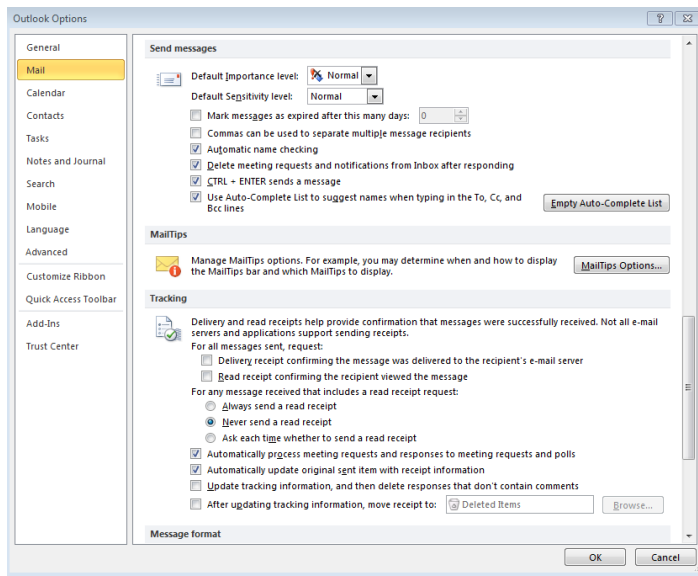 Outlook Options
General
Mail
Calendar
Contacts
Tasks
Notes and Journal
Search
Mobile
Language
Advanced
Customize Ribbon
Quick Access Toolbar
Add-Ins
Trust Center
Send messages
Default Importance level: Normal
Default Sensitivity level: Normal
Mark messages as expired after this many days: 0
Commas can be used to separate multiple message recipients
Automatic name checking
Delete meeting requests and notifications from Inbox after responding
CTRL + ENTER sends a message
Use Auto-Complete List to suggest names when typing in the To, Cc, and
Bcc lines
Empty Auto-Complete List
MailTips
Manage MailTips options. For example, you may determine when and how to display
the MailTips bar and which MailTips to display.
MailTips Options...
Tracking
Delivery and read receipts help provide confirmation that messages were successfully received. Not all e-mail
servers and applications support sending receipts.
For all messages sent, request:
Delivery receipt confirming the message was delivered to the recipient's e-mail server
Read receipt confirming the recipient viewed the message
For any message received that includes a read receipt request:
Always send a read receipt
Never send a read receipt
Ask each time whether to send a read receipt
Automatically process meeting requests and responses to meeting requests and polls
Automatically update original sent item with receipt information
Update tracking information, and then delete responses that don't contain comments
After updating tracking information, move receipt to: Deleted Items Browse...
Message format
OK Cancel